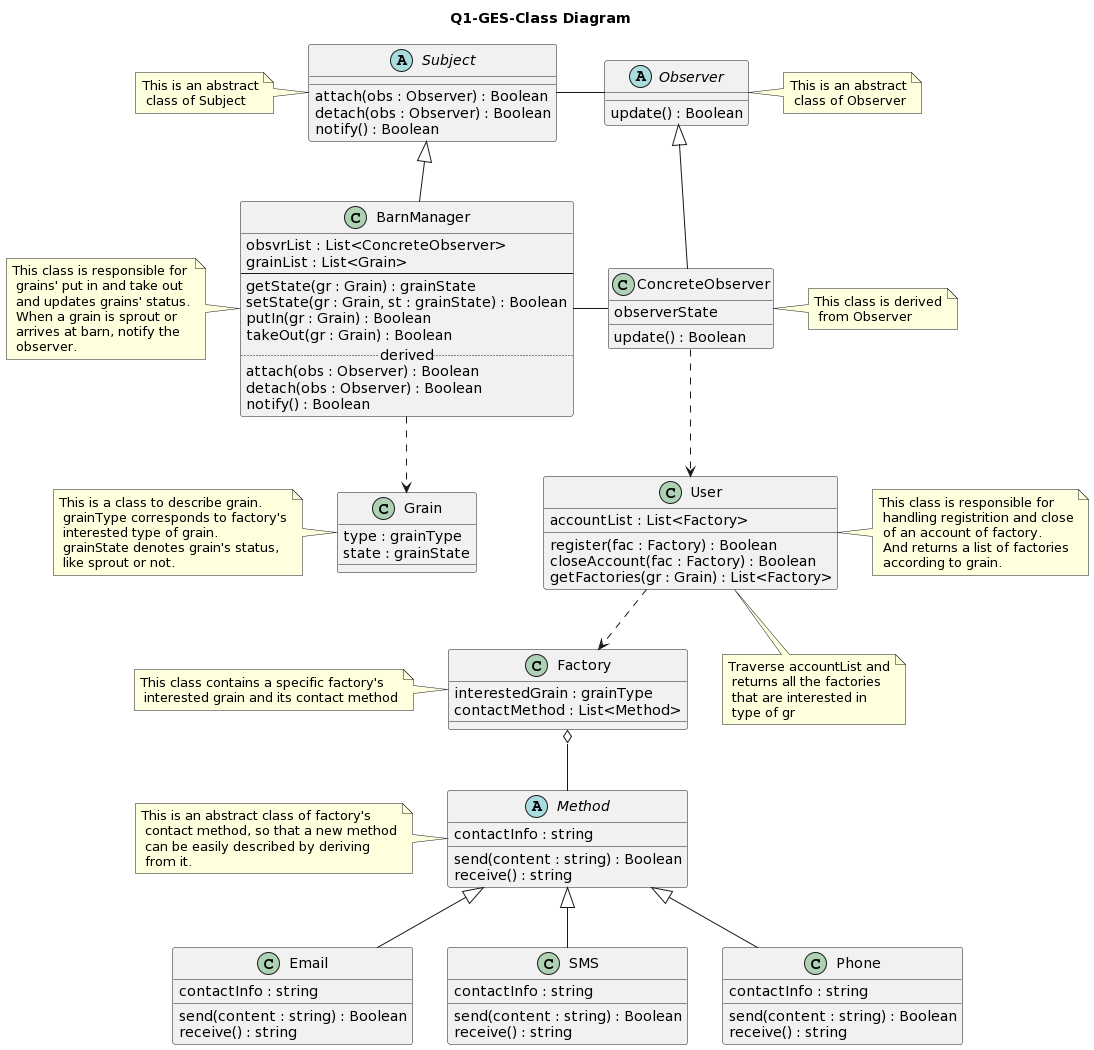 Q1-GES-Class Diagram
This is an abstract
class of Subject
A Subject
attach(obs : Observer) : Boolean
detach(obs : Observer) : Boolean
notify() : Boolean
A Observer
update() : Boolean
This is an abstract
class of Observer
This class is responsible for
grains' put in and take out
and updates grains' status.
When a grain is sprout or
arrives at barn, notify the
observer.
C BarnManager
obsvrList : List<ConcreteObserver>
grainList : List<Grain>
getState(gr : Grain) : grainState
setState(gr : Grain, st : grainState) : Boolean
putIn(gr : Grain) : Boolean
takeOut(gr : Grain) : Boolean
derived
attach(obs : Observer) : Boolean
detach(obs : Observer) : Boolean
notify() : Boolean
C ConcreteObserver
observerState
update() : Boolean
This class is derived
from Observer
This is a class to describe grain.
grainType corresponds to factory's
interested type of grain.
grainState denotes grain's status,
like sprout or not.
C Grain
type : grainType
state : grainState
C User
accountList : List<Factory>
register(fac : Factory) : Boolean
closeAccount(fac : Factory) : Boolean
getFactories(gr : Grain) : List<Factory>
This class is responsible for
handling registrition and close
of an account of factory.
And returns a list of factories
according to grain.
This class contains a specific factory's
interested grain and its contact method
C Factory
interestedGrain : grainType
contactMethod : List<Method>
Traverse accountList and
returns all the factories
that are interested in
type of gr
This is an abstract class of factory's
contact method, so that a new method
can be easily described by deriving
from it.
A Method
contactInfo : string
send(content : string) : Boolean
receive() : string
C Email
contactInfo : string
send(content : string) : Boolean
receive() : string
C SMS
contactInfo : string
send(content : string) : Boolean
receive() : string
C Phone
contactInfo : string
send(content : string) : Boolean
receive() : string